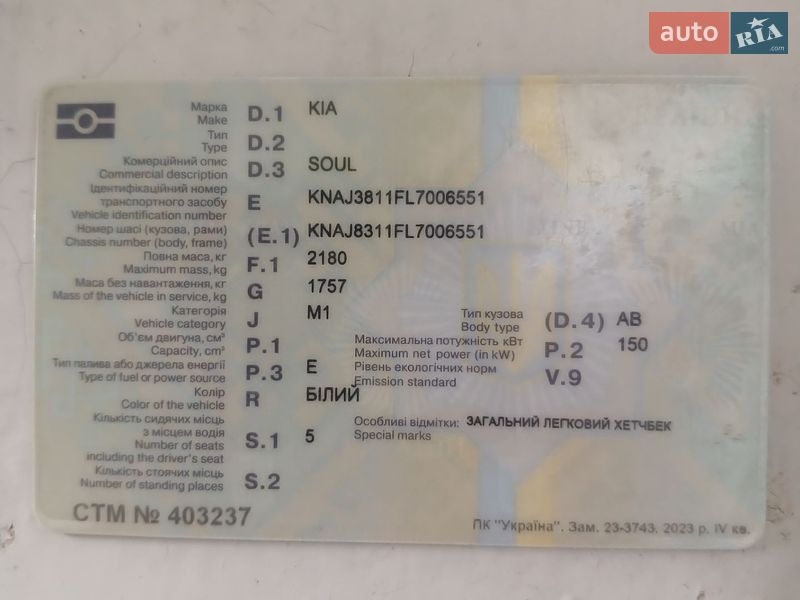 auto RIA .com
Марка
Make D.1 KIA
Тип
Type D.2
Комерційний опис
Commercial description D.3 SOUL
Ідентифікаційний номер
транспортного засобу
Vehicle identification number E KNAJ3811FL7006551
Номер шасі (кузова, рами)
Chassis number (body, frame) (E.1) KNAJ8311FL7006551
Повна маса, кг
Maximum mass, kg F.1 2180
Маса без навантаження, кг
Mass of the vehicle in service, kg G 1757
Категорія
Vehicle category J M1
Тип кузова
Body type (D.4) AB
Об'єм двигуна, см³
Capacity, cm³ P.1
Максимальна потужність кВт
Maximum net power (in kW) P.2 150
Тип палива або джерела енергії
Type of fuel or power source P.3 E
Рівень екологічних норм
Emission standard V.9
Колір
Color of the vehicle R БІЛИЙ
Кількість сидячих місць
з місцем водія
Number of seats
including the driver's seat S.1 5
Особливі відмітки: ЗАГАЛЬНИЙ ЛЕГКОВИЙ ХЕТЧБЕК
Special marks
Кількість стоячих місць
Number of standing places S.2
СТМ № 403237
ПК "Україна". Зам. 23-3743. 2023 р. IV кв.